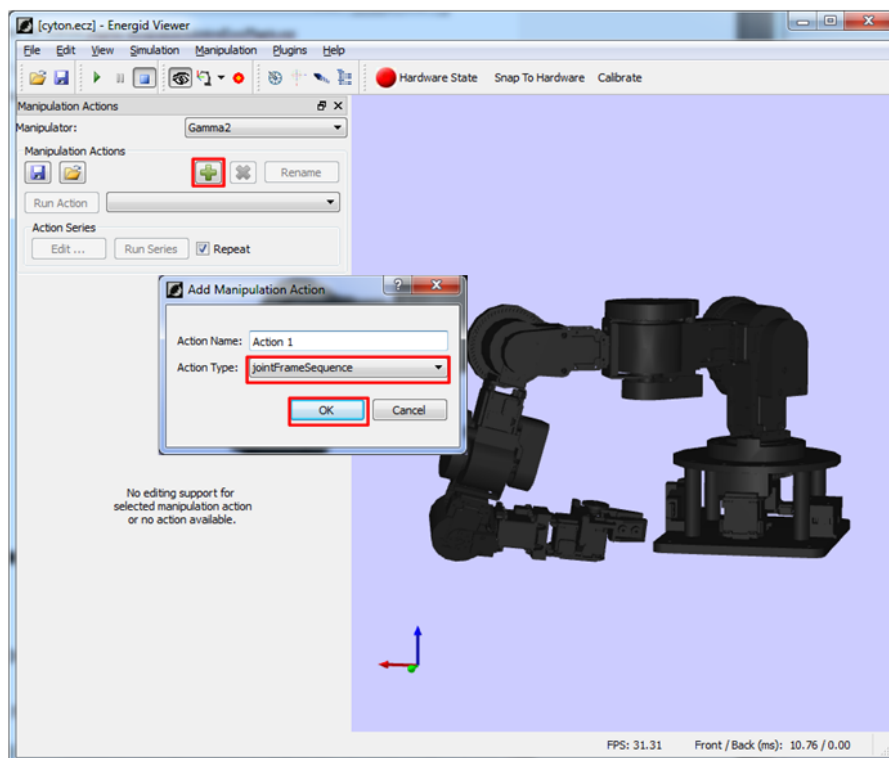 [cyton.ecz] - Energid Viewer
File Edit View Simulation Manipulation Plugins Help
Hardware State Snap To Hardware Calibrate
Manipulation Actions
Manipulator: Gamma2
Manipulation Actions
Rename
Run Action
Action Series
Edit ... Run Series Repeat
Add Manipulation Action
Action Name: Action 1
Action Type: jointFrameSequence
OK Cancel
No editing support for
selected manipulation action
or no action available.
FPS: 31.31 Front / Back (ms): 10.76 / 0.00